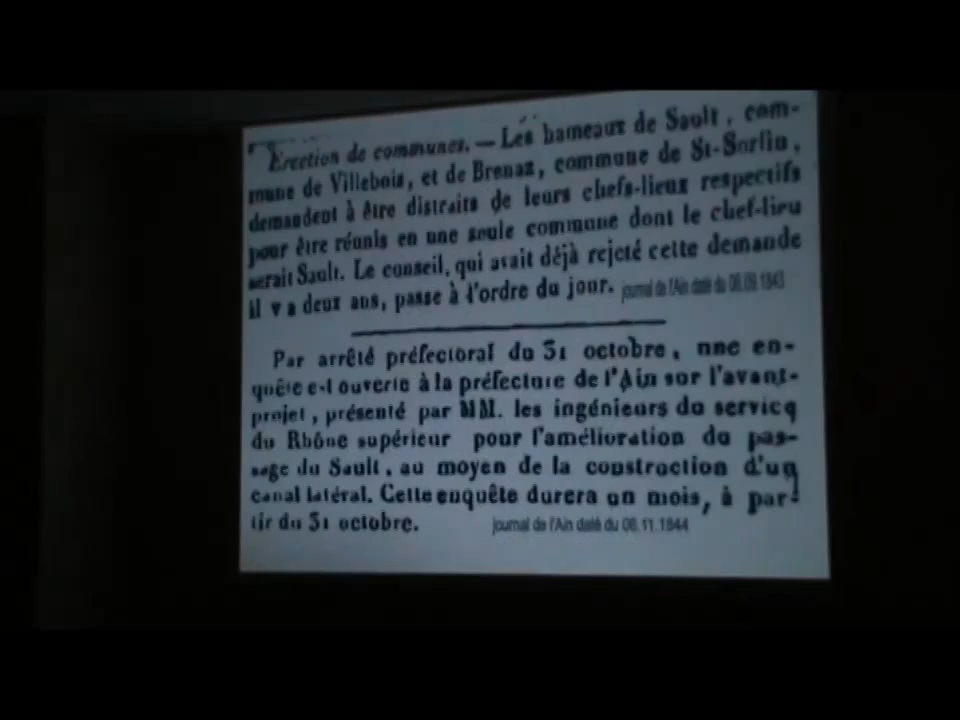 Erection de communes. — Les hameaux de Sault, com-
mune de Villebois, et de Brenaz, commune de St-Sorlin,
demandent à être distraits de leurs chefs-lieux respectifs
pour être réunis en une seule commune dont le chef-lieu
serait Sault. Le conseil, qui avait déjà rejeté cette demande
il y a deux ans, passe à l'ordre du jour. journal de l'Ain daté du
Par arrêté préfectoral du 31 octobre, une en-
quête est ouverte à la préfecture de l'Ain sur l'avant-
projet, présenté par MM. les ingénieurs du service
du Rhône supérieur pour l'amélioration du pas-
sage du Sault, au moyen de la construction d'un
canal latéral. Cette enquête durera un mois, à par-
tir du 31 octobre. journal de l'Ain daté du 08.11.1844